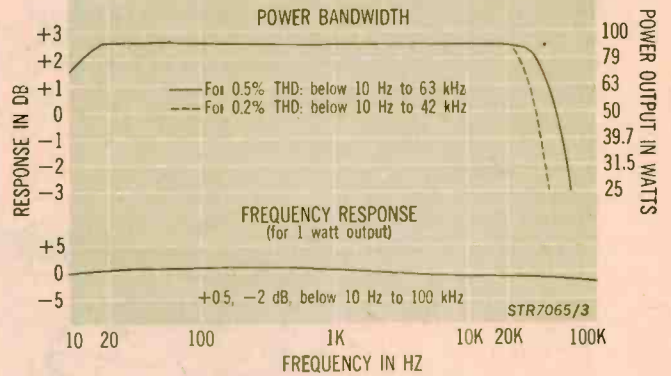 POWER BANDWIDTH
+3
+2
+1
0
−1
−2
−3
RESPONSE IN DB
100
79
63
50
39.7
31.5
25
POWER OUTPUT IN WATTS
For 0.5% THD: below 10 Hz to 63 kHz
For 0.2% THD: below 10 Hz to 42 kHz
FREQUENCY RESPONSE
(for 1 watt output)
+5
0
−5
+0.5, −2 dB, below 10 Hz to 100 kHz
STR7065/3
10 20 100 1K 10K 20K 100K
FREQUENCY IN HZ